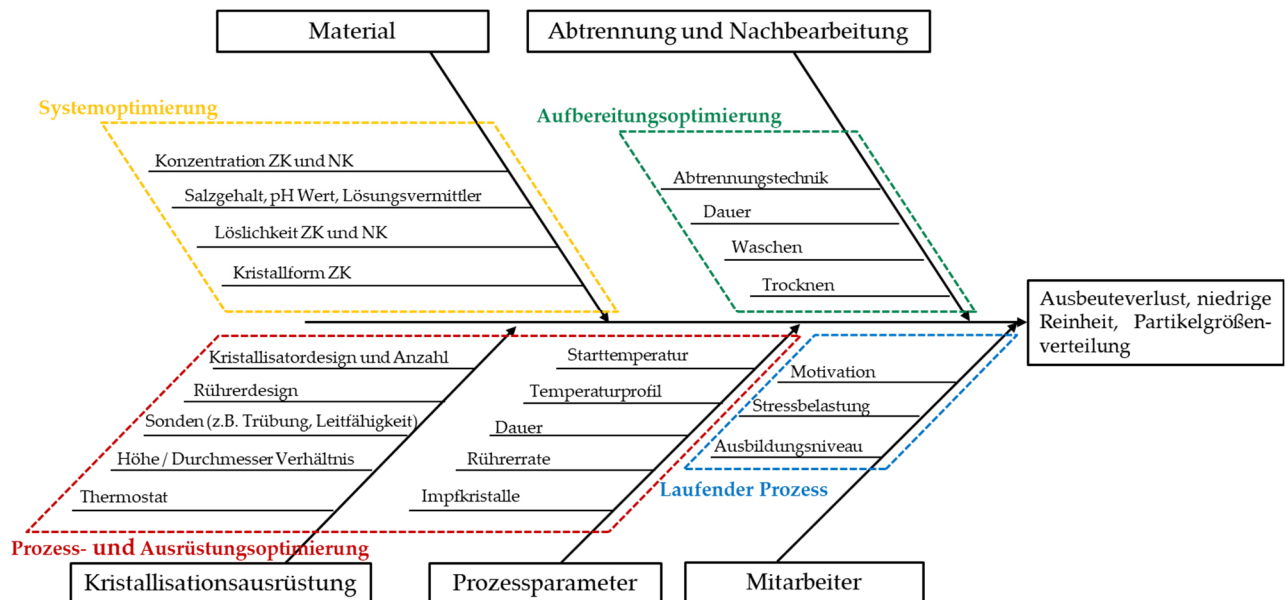 Material
Abtrennung und Nachbearbeitung
Systemoptimierung
Aufbereitungsoptimierung
Konzentration ZK und NK
Salzgehalt, pH Wert, Lösungsvermittler
Löslichkeit ZK und NK
Kristallform ZK
Abtrennungstechnik
Dauer
Waschen
Trocknen
Ausbeuteverlust, niedrige
Reinheit, Partikelgrößen-
verteilung
Kristallisatordesign und Anzahl
Rührerdesign
Sonden (z.B. Trübung, Leitfähigkeit)
Höhe / Durchmesser Verhältnis
Thermostat
Starttemperatur
Temperaturprofil
Dauer
Rührerrate
Impfkristalle
Motivation
Stressbelastung
Ausbildungsniveau
Laufender Prozess
Prozess- und Ausrüstungsoptimierung
Kristallisationsausrüstung
Prozessparameter
Mitarbeiter